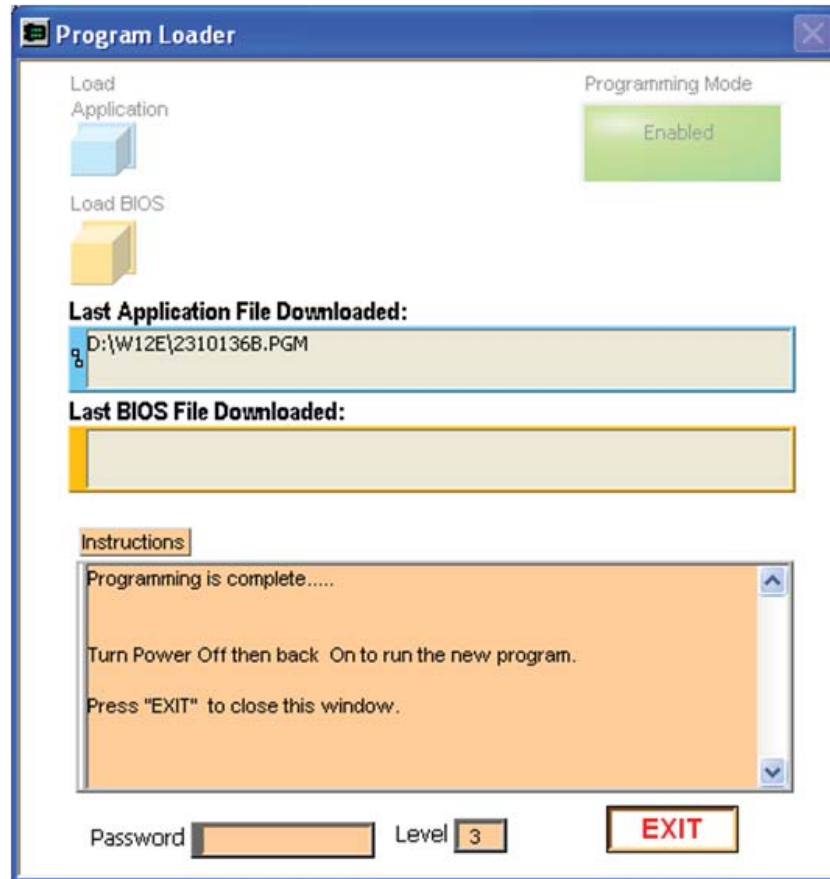 Program Loader
Load
Application
Programming Mode
Enabled
Load BIOS
Last Application File Downloaded:
D:\W12E\2310136B.PGM
Last BIOS File Downloaded:
Instructions
Programming is complete.....
Turn Power Off then back On to run the new program.
Press "EXIT" to close this window.
Password
Level 3
EXIT